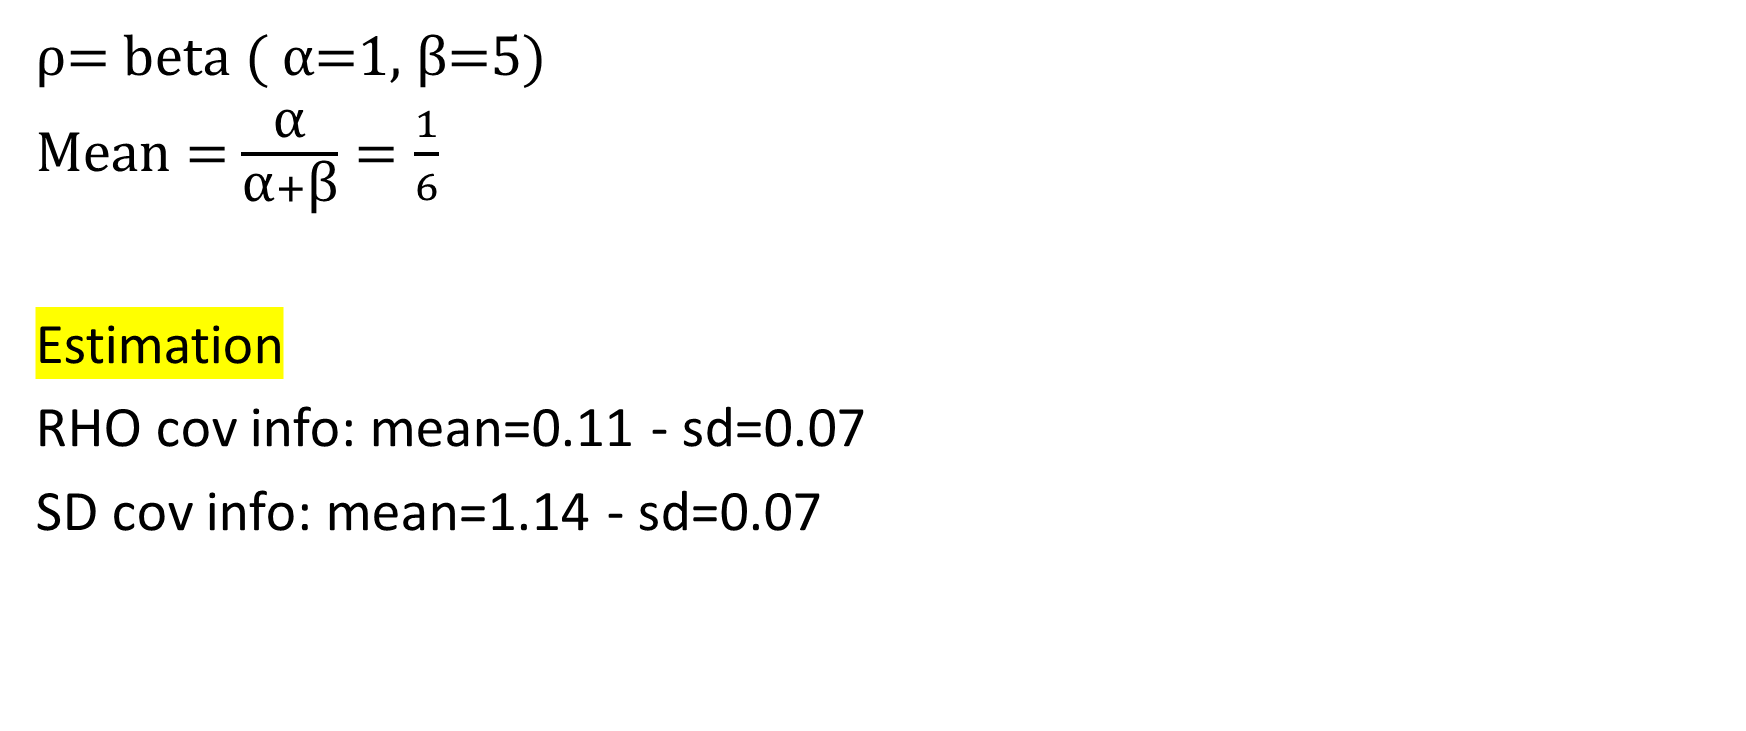 ρ= beta ( α=1, β=5)
Mean = α/(α+β) = 1/6
Estimation
RHO cov info: mean=0.11 - sd=0.07
SD cov info: mean=1.14 - sd=0.07